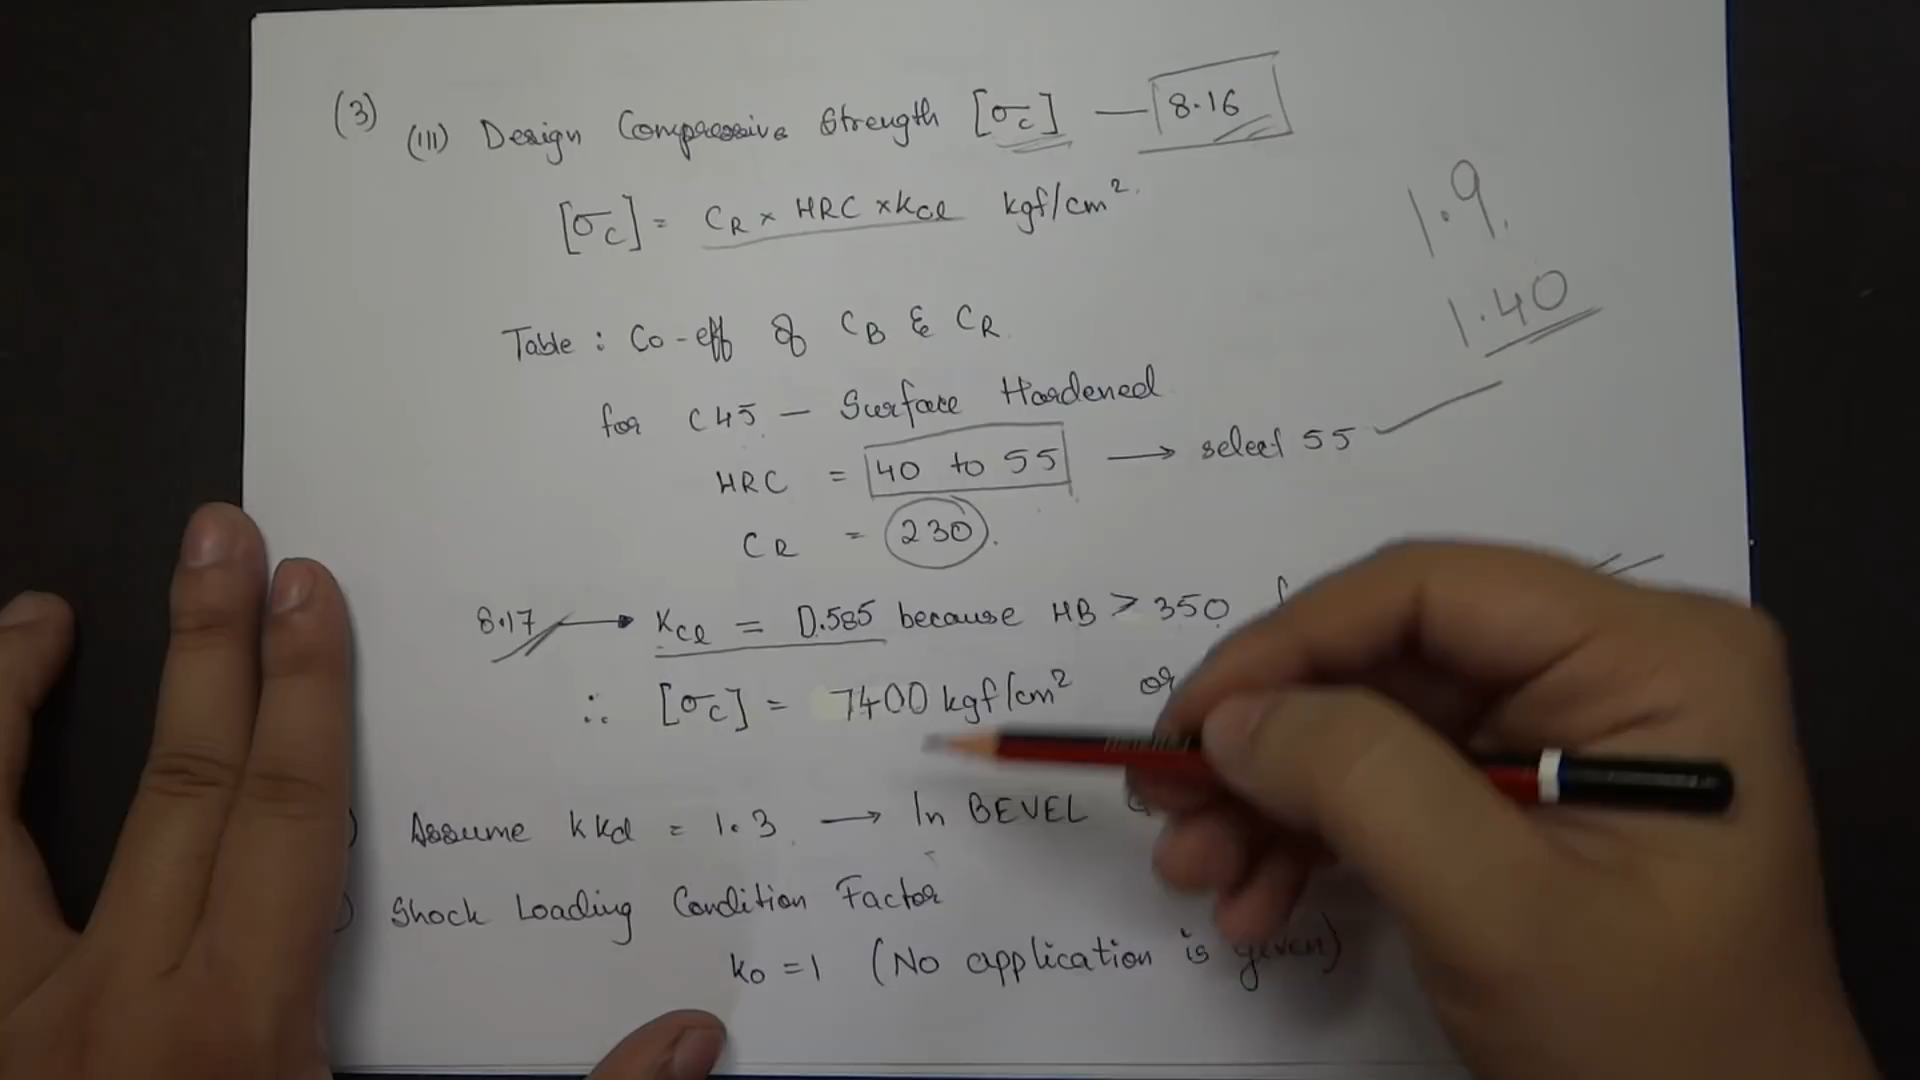 (3)
(III) Design Compressive Strength [σc] — 8.16
[σc] = CR x HRC x Kcl kgf/cm².
1.9.
1.40
Table : Co-eff of CB & CR
for C45 — Surface Hardened
HRC = 40 to 55 → select 55
CR = 230.
8.17 → Kcl = 0.585 because HB > 350
∴ [σc] = 7400 kgf/cm² or
) Assume kkd = 1.3 → In BEVEL
) Shock Loading Condition Factor
ko = 1 (No application is given)